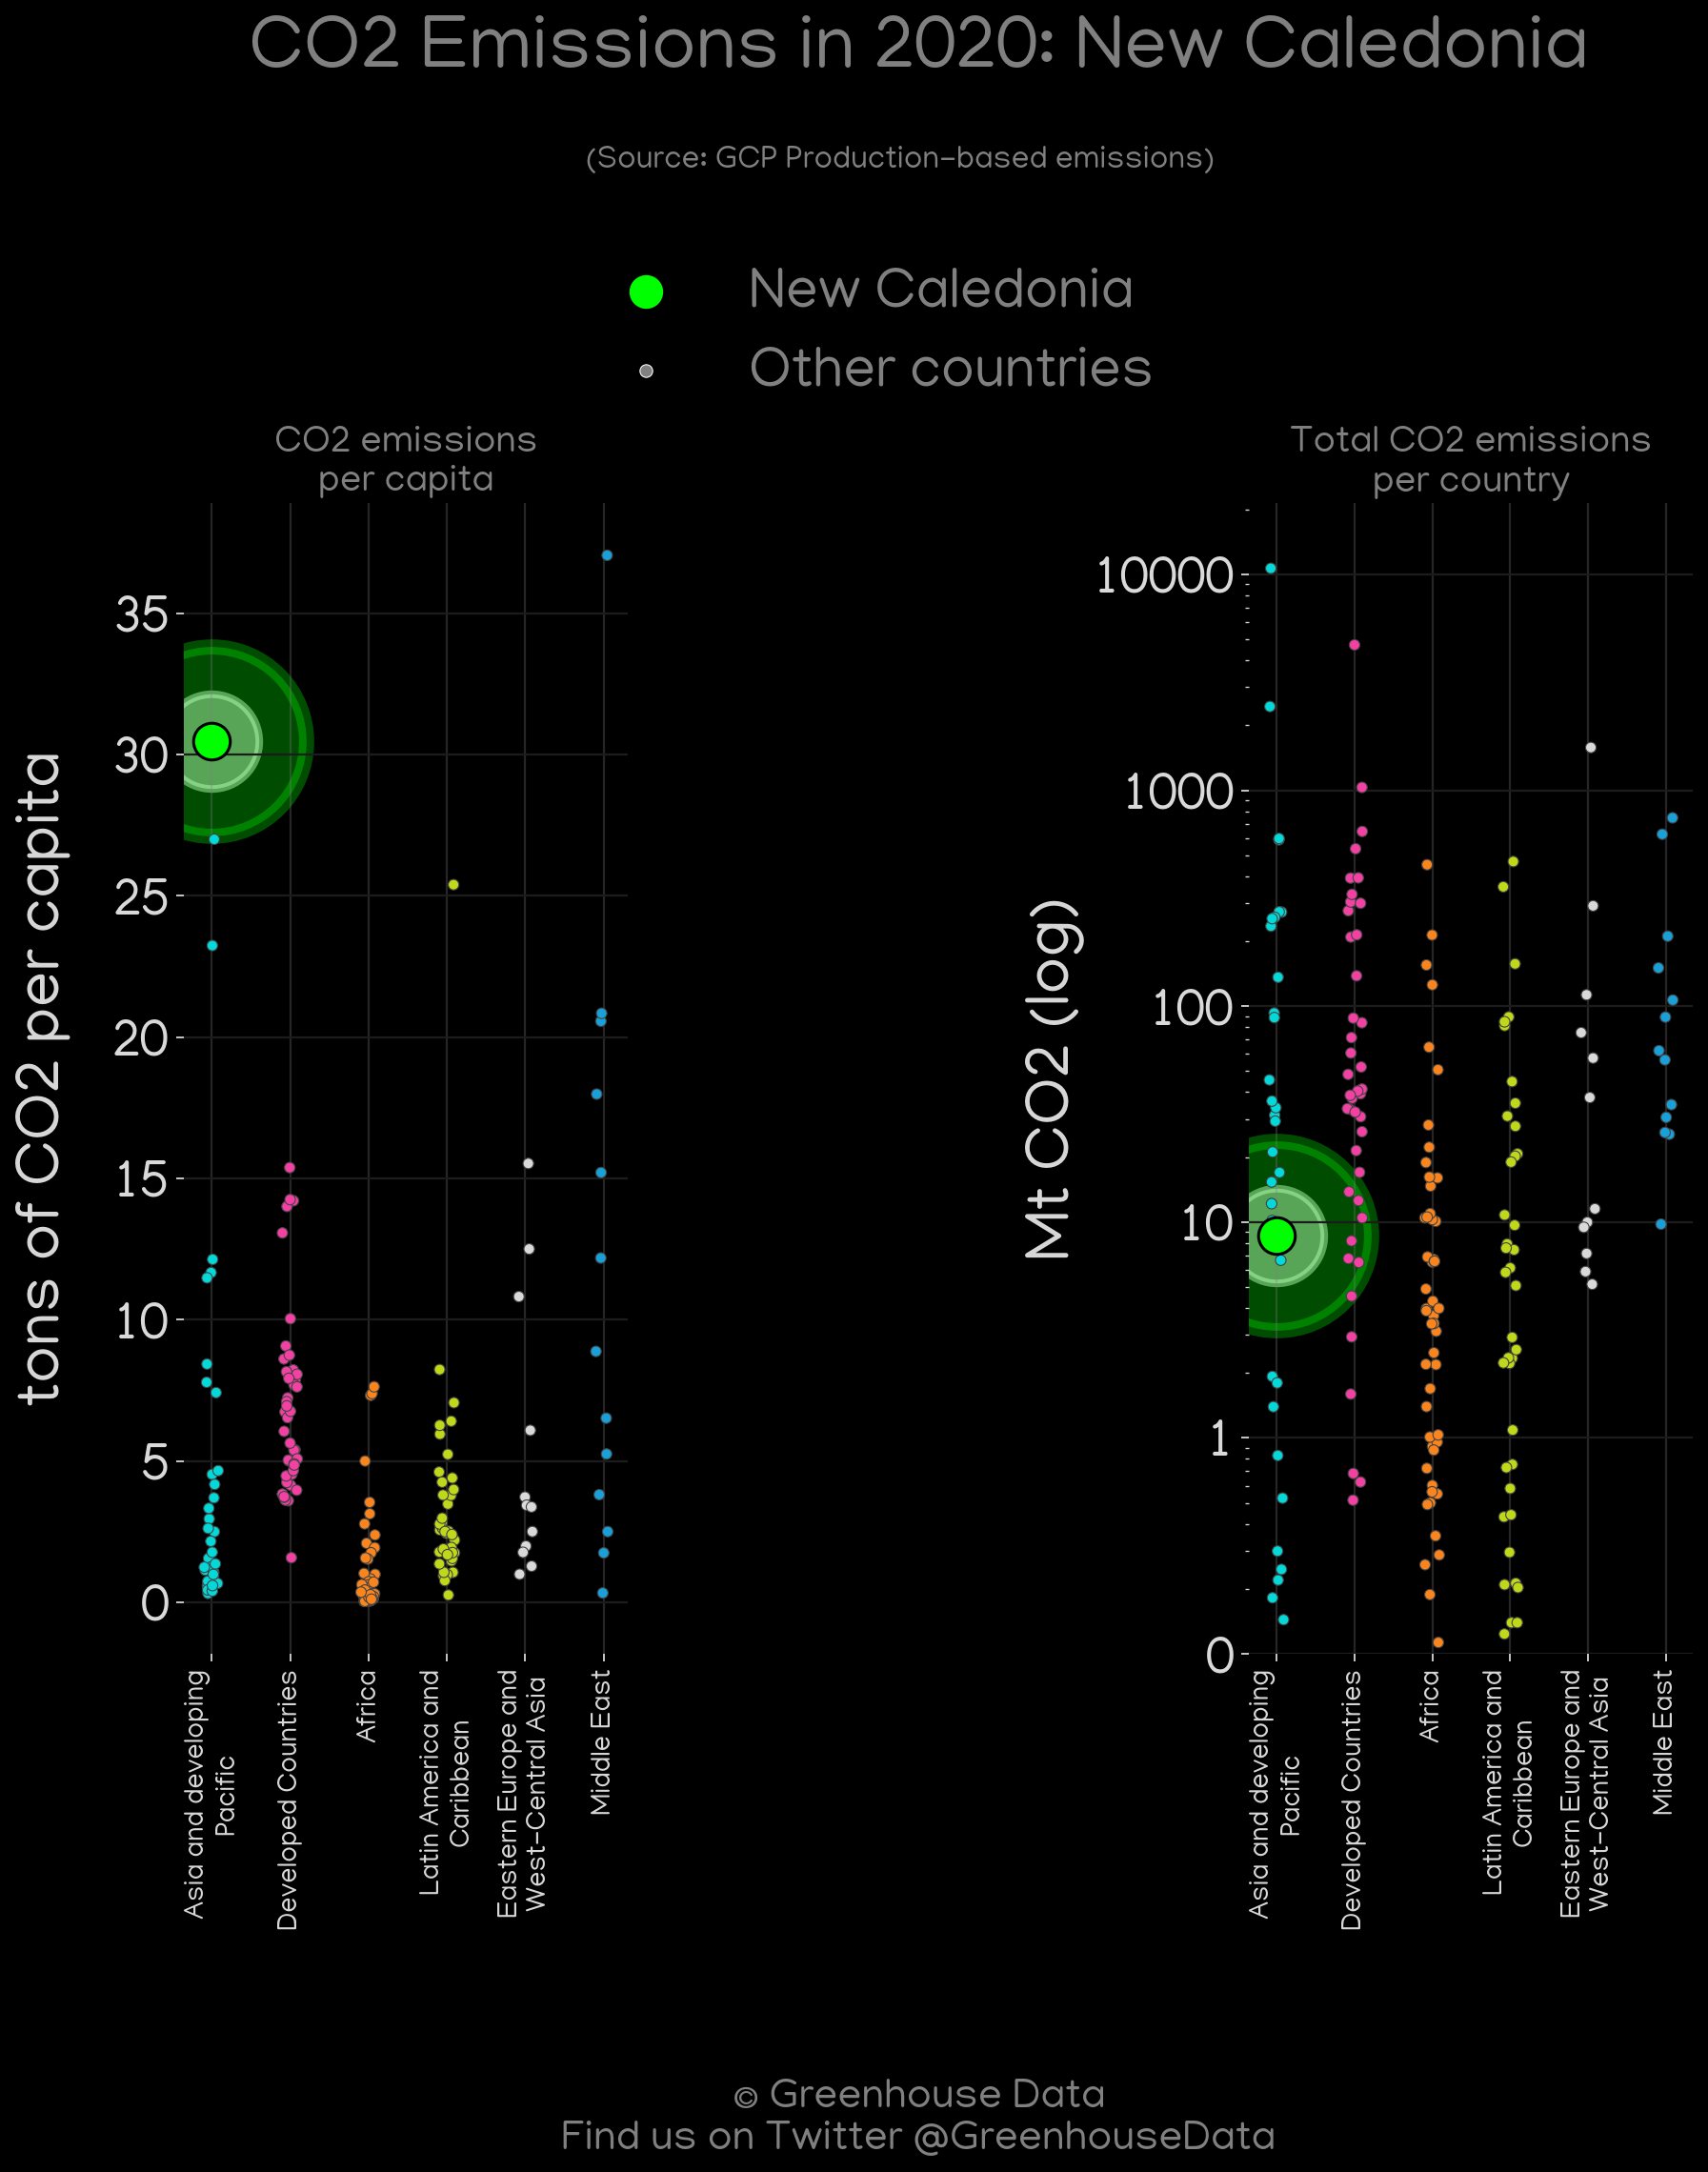 CO2 Emissions in 2020: New Caledonia
(Source: GCP Production-based emissions)
New Caledonia
Other countries
CO2 emissions
per capita
tons of CO2 per capita
35
30
25
20
15
10
5
0
Asia and developing
Pacific
Developed Countries
Africa
Latin America and
Caribbean
Eastern Europe and
West-Central Asia
Middle East
Total CO2 emissions
per country
Mt CO2 (log)
10000
1000
100
10
1
0
Asia and developing
Pacific
Developed Countries
Africa
Latin America and
Caribbean
Eastern Europe and
West-Central Asia
Middle East
© Greenhouse Data
Find us on Twitter @GreenhouseData